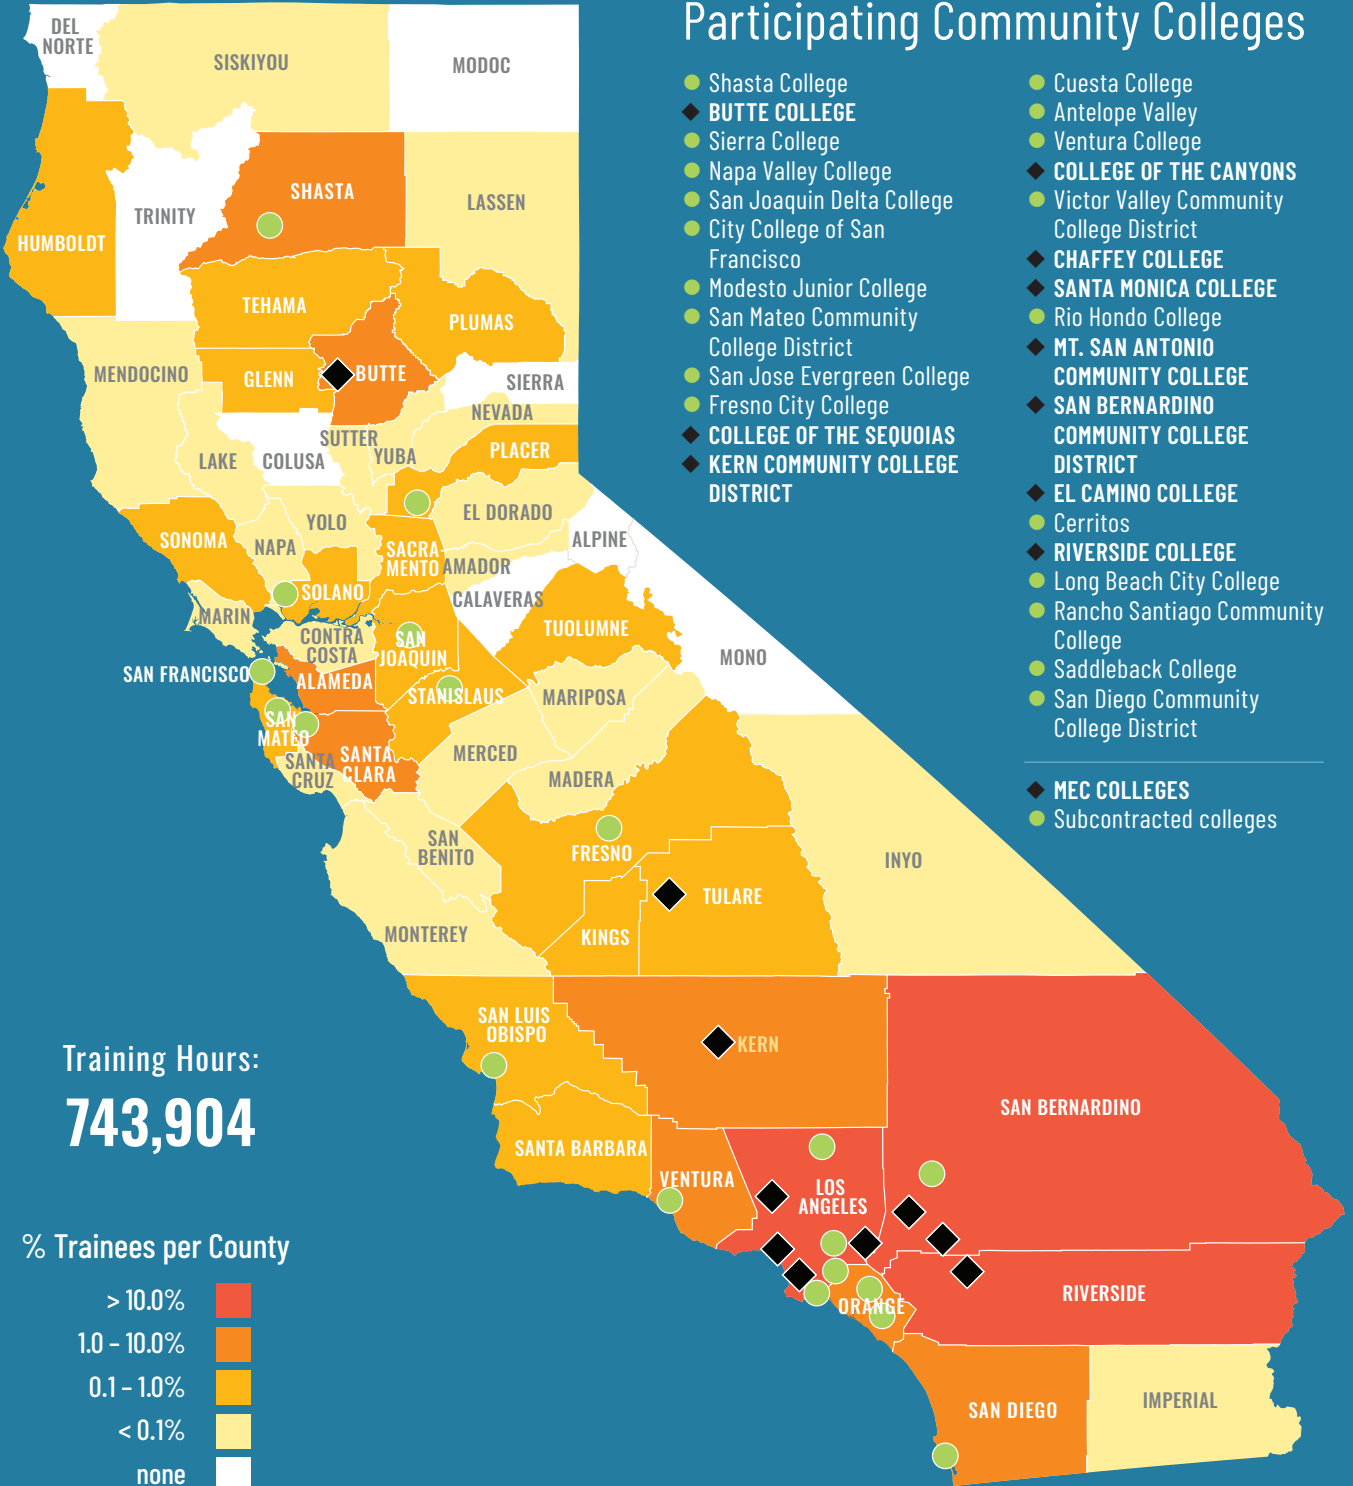 Participating Community Colleges
Shasta College
BUTTE COLLEGE
Sierra College
Napa Valley College
San Joaquin Delta College
City College of San
Francisco
Modesto Junior College
San Mateo Community
College District
San Jose Evergreen College
Fresno City College
COLLEGE OF THE SEQUOIAS
KERN COMMUNITY COLLEGE
DISTRICT
Cuesta College
Antelope Valley
Ventura College
COLLEGE OF THE CANYONS
Victor Valley Community
College District
CHAFFEY COLLEGE
SANTA MONICA COLLEGE
Rio Hondo College
MT. SAN ANTONIO
COMMUNITY COLLEGE
SAN BERNARDINO
COMMUNITY COLLEGE
DISTRICT
EL CAMINO COLLEGE
Cerritos
RIVERSIDE COLLEGE
Long Beach City College
Rancho Santiago Community
College
Saddleback College
San Diego Community
College District
MEC COLLEGES
Subcontracted colleges
DEL
NORTE
SISKIYOU
MODOC
SHASTA
LASSEN
TRINITY
HUMBOLDT
TEHAMA
PLUMAS
MENDOCINO
GLENN
BUTTE
SIERRA
NEVADA
SUTTER
YUBA
PLACER
LAKE
COLUSA
EL DORADO
YOLO
SONOMA
NAPA
SACRA
MENTO
ALPINE
AMADOR
SOLANO
CALAVERAS
MARIN
CONTRA
COSTA
SAN
JOAQUIN
TUOLUMNE
MONO
SAN FRANCISCO
ALAMEDA
STANISLAUS
MARIPOSA
SAN
MATEO
SANTA
CLARA
MERCED
SANTA
CRUZ
MADERA
SAN
BENITO
FRESNO
INYO
TULARE
KINGS
MONTEREY
SAN LUIS
OBISPO
KERN
SAN BERNARDINO
SANTA BARBARA
VENTURA
LOS
ANGELES
RIVERSIDE
ORANGE
SAN DIEGO
IMPERIAL
Training Hours:
743,904
% Trainees per County
> 10.0%
1.0 – 10.0%
0.1 – 1.0%
< 0.1%
none